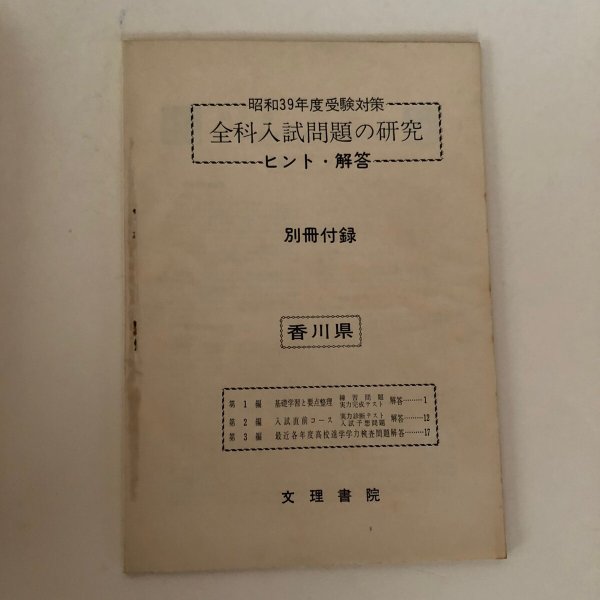 昭和39年度受験対策
全科入試問題の研究
ヒント・解答
別冊付録
香川県
第1編 基礎学習と要点整理 練習問題 実力完成テスト 解答………1
第2編 入試直前コース 実力診断テスト 入試予想問題 解答………12
第3編 最近各年度高校進学学力検査問題解答………17
文理書院